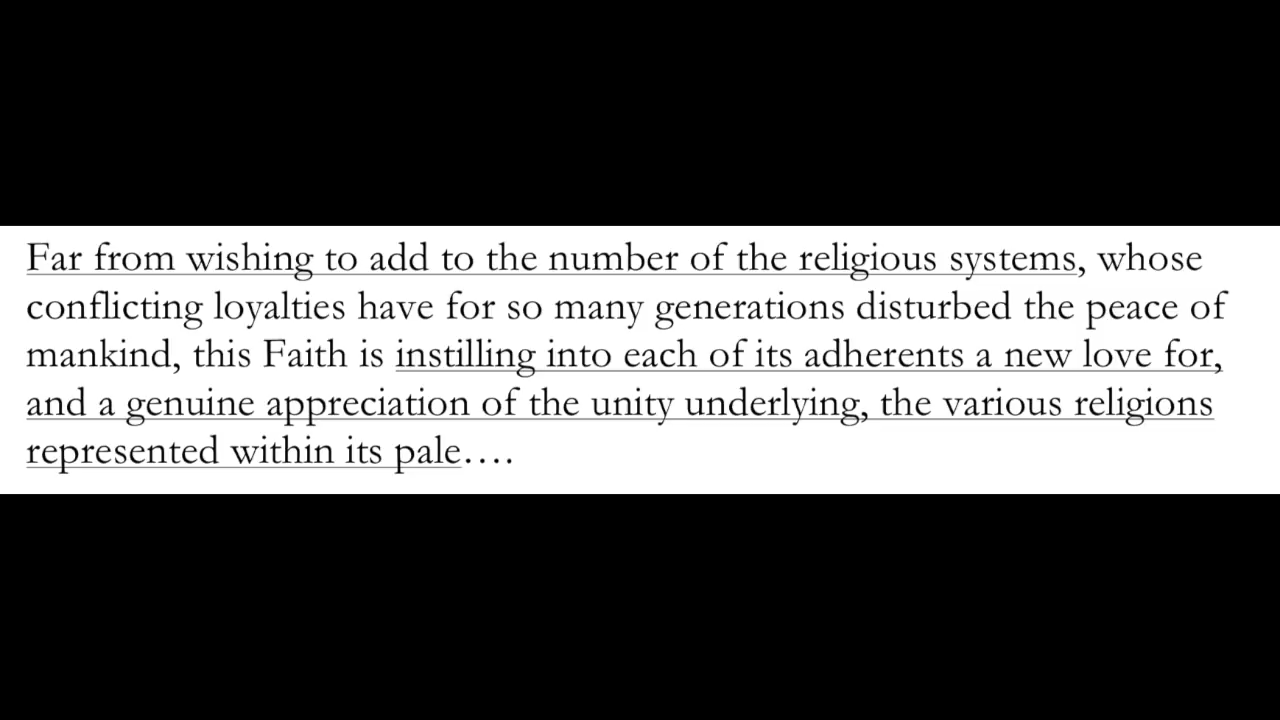 Far from wishing to add to the number of the religious systems, whose
conflicting loyalties have for so many generations disturbed the peace of
mankind, this Faith is instilling into each of its adherents a new love for,
and a genuine appreciation of the unity underlying, the various religions
represented within its pale….